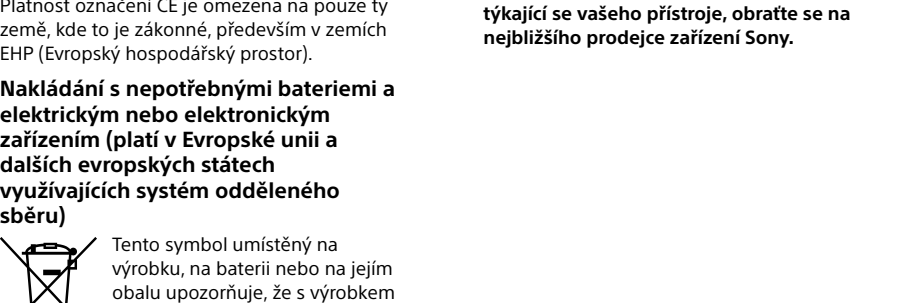 Platnost označení CE je omezena na pouze ty
země, kde to je zákonné, především v zemích
EHP (Evropský hospodářský prostor).
Nakládání s nepotřebnými bateriemi a
elektrickým nebo elektronickým
zařízením (platí v Evropské unii a
dalších evropských státech
využívajících systém odděleného
sběru)
Tento symbol umístěný na
výrobku, na baterii nebo na jejím
obalu upozorňuje, že s výrobkem
týkající se vašeho přístroje, obraťte se na
nejbližšího prodejce zařízení Sony.